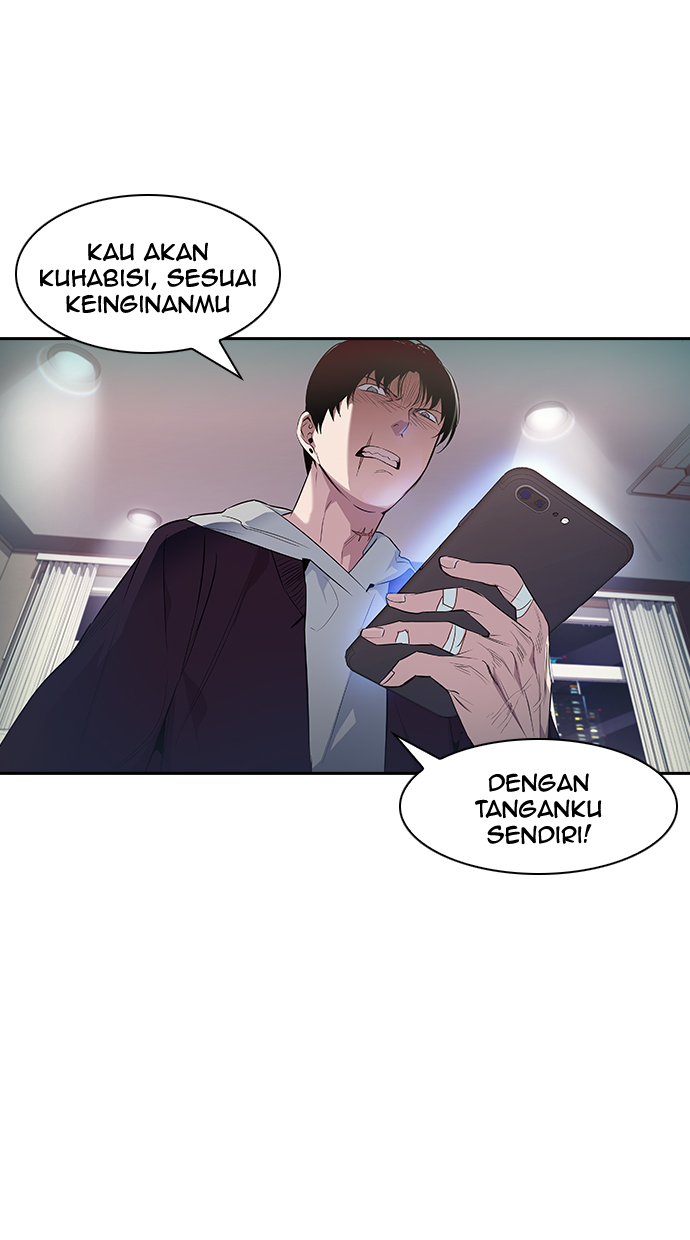 KAU AKAN
KUHABISI, SESUAI
KEINGINANMU
DENGAN
TANGANKU
SENDIRI!